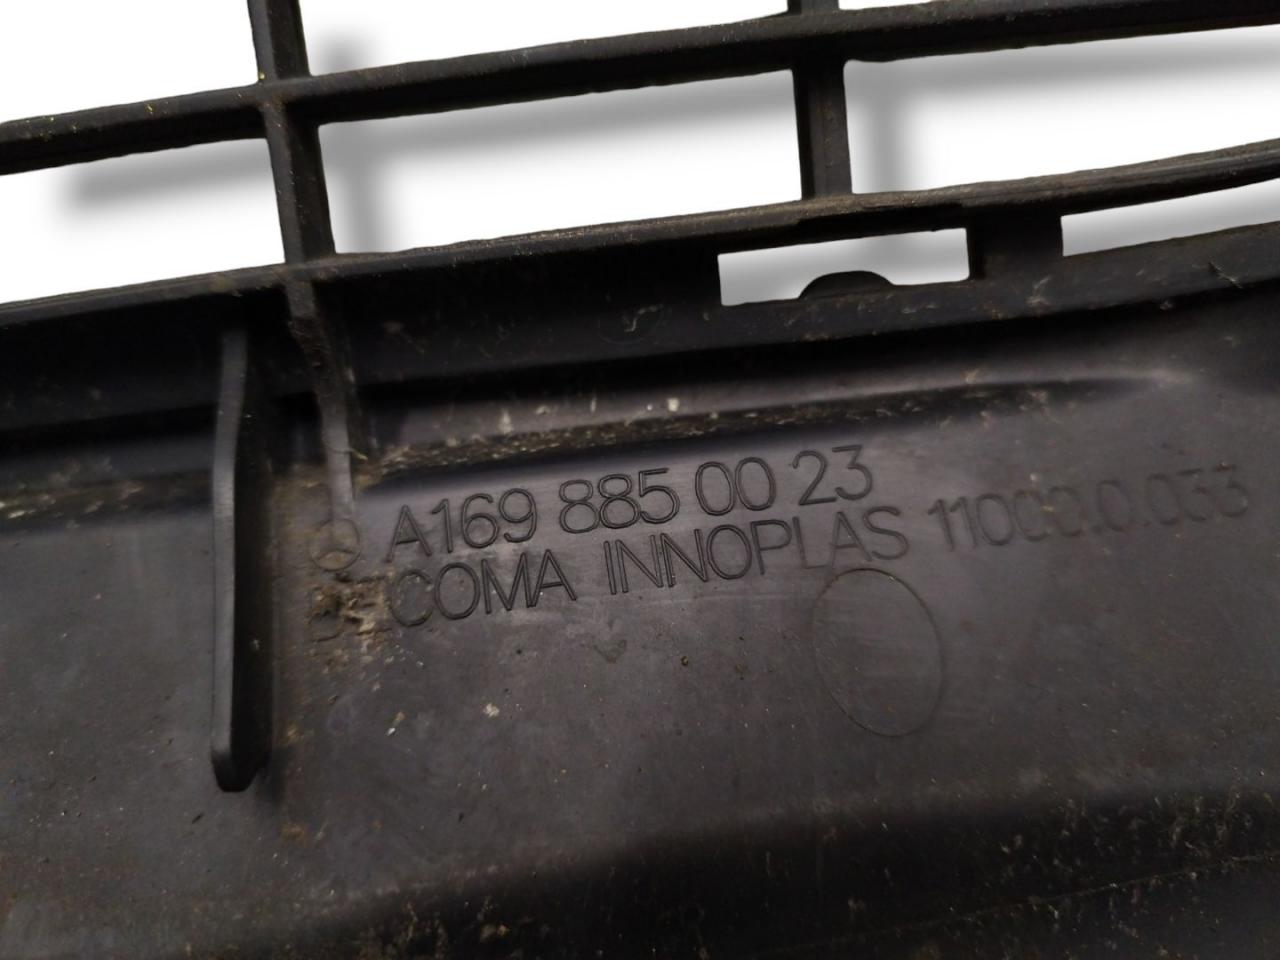 A169 885 00 23
COMA INNOPLAS 11000.0.033